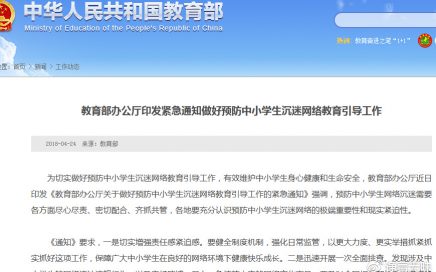 中华人民共和国教育部
Ministry of Education of the People's Republic of China
热搜: 教育奋进之笔 "1+1"
位置: 首页 > 新闻 > 工作动态
教育部办公厅印发紧急通知做好预防中小学生沉迷网络教育引导工作
2018-04-24 来源: 教育部
为切实做好预防中小学生沉迷网络教育引导工作，有效维护中小学生身心健康和生命安全，教育部办公厅近日
印发《教育部办公厅关于做好预防中小学生沉迷网络教育引导工作的紧急通知》强调，预防中小学生网络沉迷需要
各方面尽心尽责、密切配合、齐抓共管，各地要充分认识预防中小学生沉迷网络的极端重要性和现实紧迫性。
《通知》要求，一是切实增强责任感紧迫感。要健全制度机制，强化日常监管，以更大力度、更实举措抓紧抓
实抓好这项工作，保障广大中小学生在良好的网络环境下健康快乐成长。二是迅速开展一次全面排查。发现涉及中